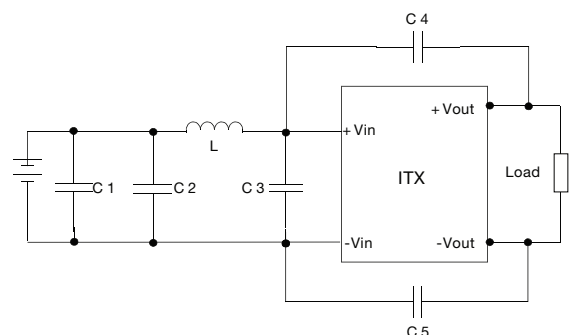 C 4
+Vout
+Vin
L
C 1
C 2
C 3
ITX
Load
-Vin
-Vout
C 5